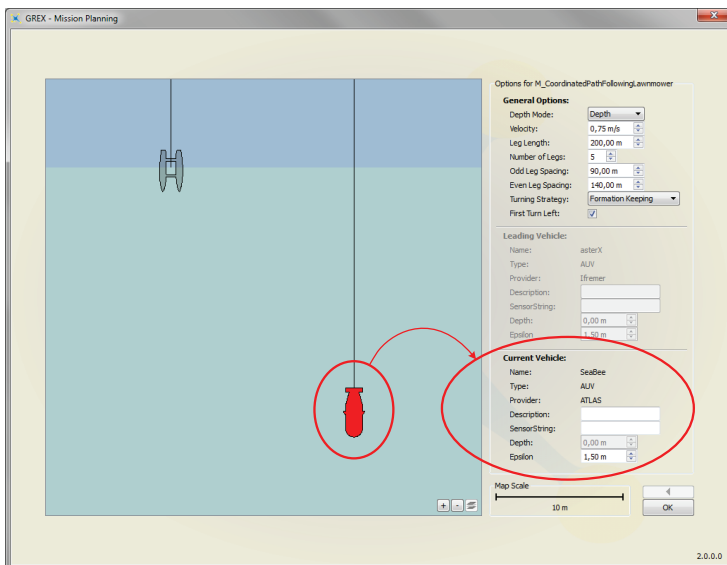 GREX - Mission Planning
Options for M_CoordinatedPathFollowingLawnmower
General Options:
Depth Mode: Depth
Velocity: 0,75 m/s
Leg Length: 200,00 m
Number of Legs: 5
Odd Leg Spacing: 90,00 m
Even Leg Spacing: 140,00 m
Turning Strategy: Formation Keeping
First Turn Left:
Leading Vehicle:
Name: asterX
Type: AUV
Provider: Ifremer
Description:
SensorString:
Depth: 0,00 m
Epsilon 1,50 m
Current Vehicle:
Name: SeaBee
Type: AUV
Provider: ATLAS
Description:
SensorString:
Depth: 0,00 m
Epsilon 1,50 m
+ -
Map Scale
10 m
OK
2.0.0.0